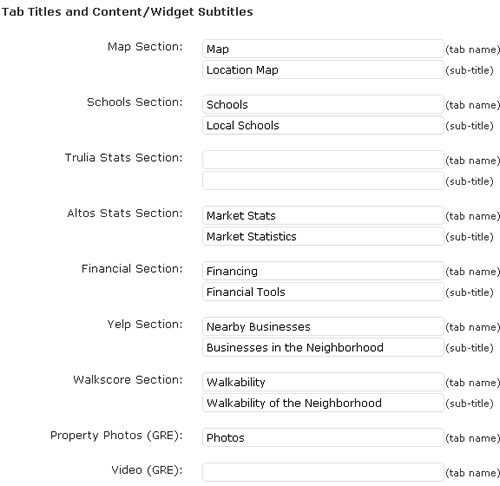 Tab Titles and Content/Widget Subtitles
Map Section: Map (tab name)
Location Map (sub-title)
Schools Section: Schools (tab name)
Local Schools (sub-title)
Trulia Stats Section: (tab name)
(sub-title)
Altos Stats Section: Market Stats (tab name)
Market Statistics (sub-title)
Financial Section: Financing (tab name)
Financial Tools (sub-title)
Yelp Section: Nearby Businesses (tab name)
Businesses in the Neighborhood (sub-title)
Walkscore Section: Walkability (tab name)
Walkability of the Neighborhood (sub-title)
Property Photos (GRE): Photos (tab name)
Video (GRE): (tab name)